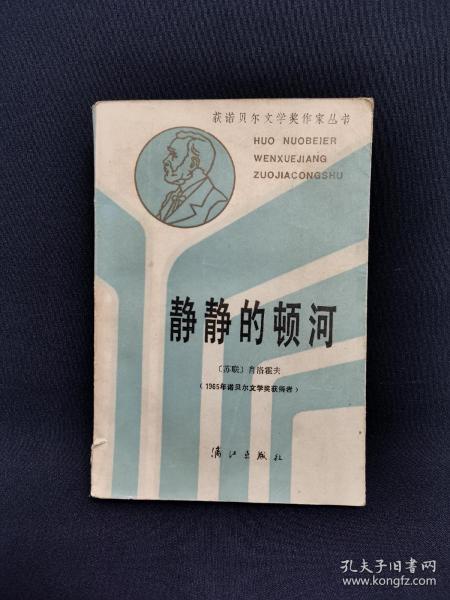 获诺贝尔文学奖作家丛书
HUO NUOBEIER
WENXUEJIANG
ZUOJIACONGSHU
静静的顿河
〔苏联〕肖洛霍夫
（1965年诺贝尔文学奖获得者）
漓江出版社
孔夫子旧书网
www.kongfz.com